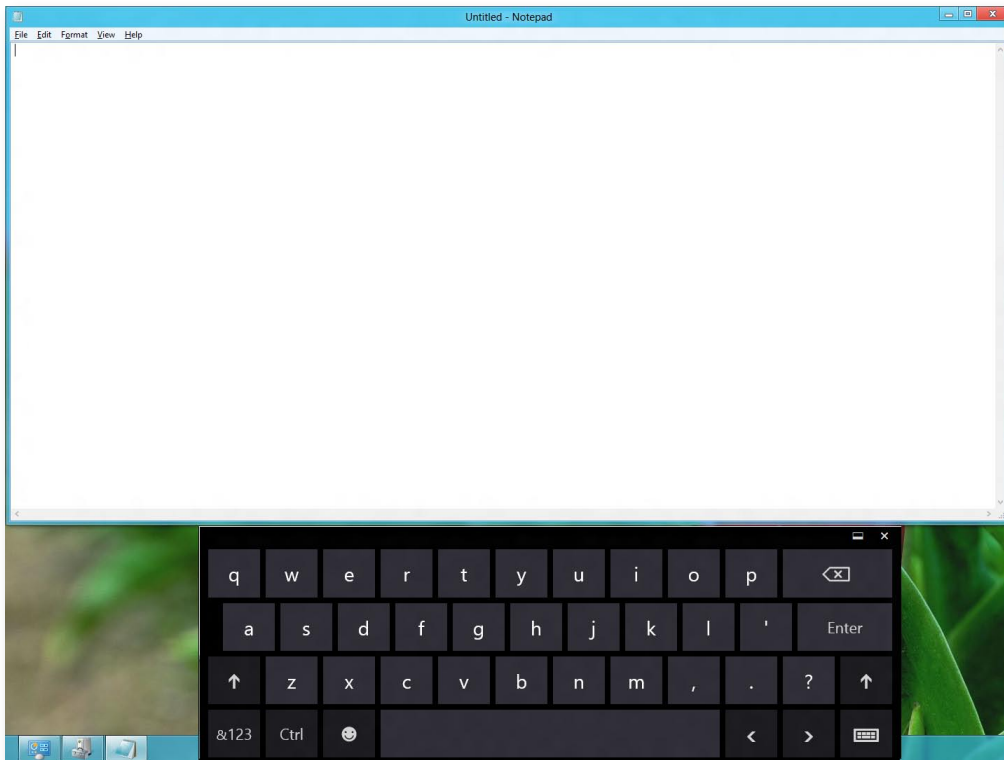 Untitled - Notepad
File Edit Format View Help
q w e r t y u i o p
a s d f g h j k l ' Enter
z x c v b n m , . ?
&123 Ctrl